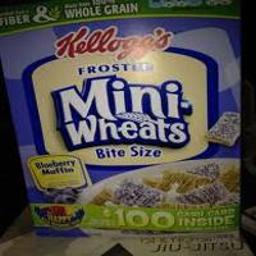 FIBER & WHOLE GRAIN
Kellogg's
FROSTED
Mini-
Wheats
Bite Size
Blueberry
Muffin
$100
INSIDE
JIU-JITSU